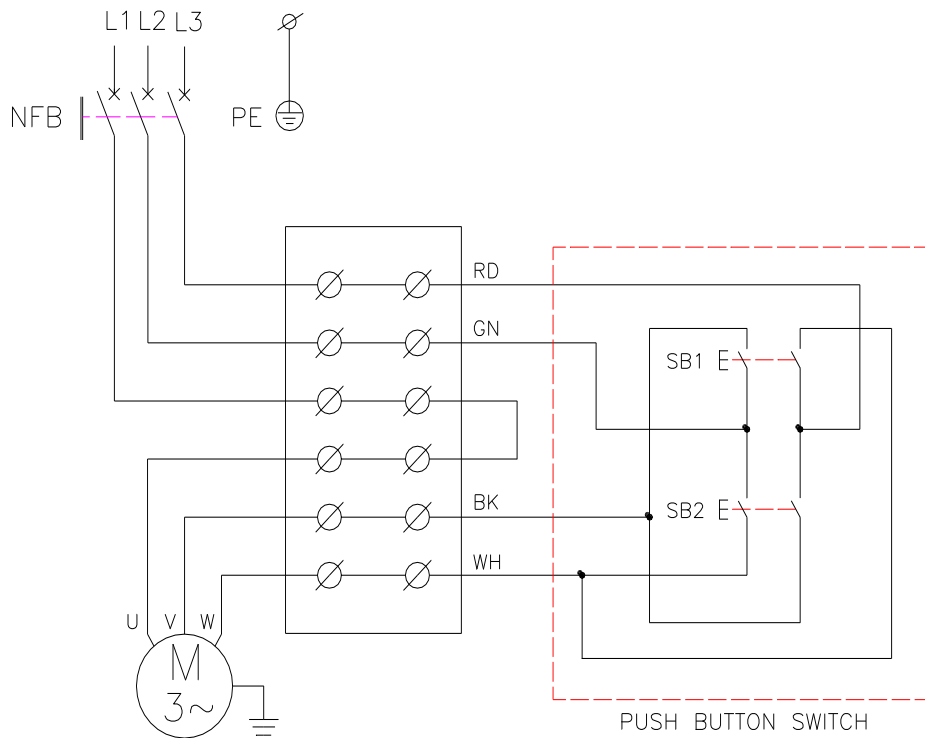 L1 L2 L3
NFB
PE
RD
GN
SB1
BK
SB2
WH
U V W
M
3~
PUSH BUTTON SWITCH